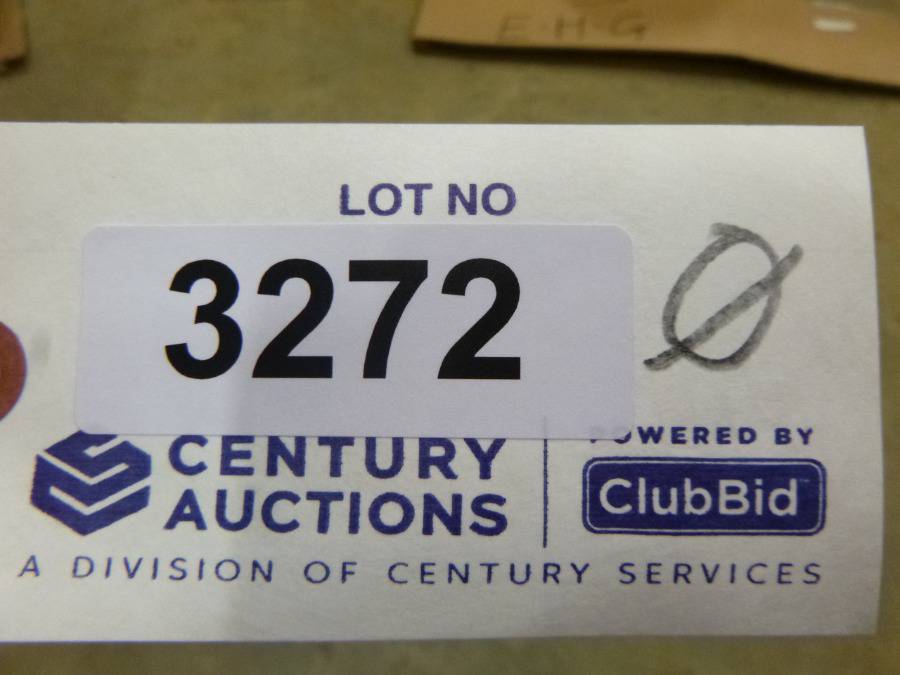 E-H-G
LOT NO
3272 Ø
CENTURY
AUCTIONS
POWERED BY
ClubBid
A DIVISION OF CENTURY SERVICES